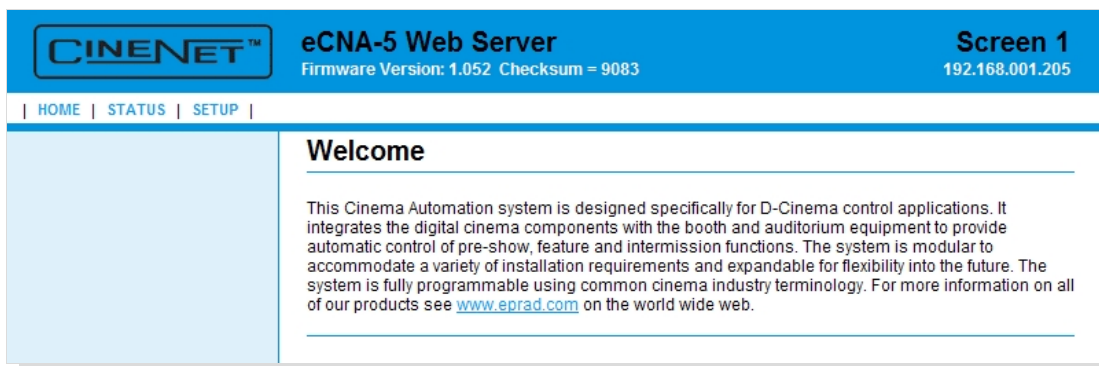 CINENET™
eCNA-5 Web Server
Firmware Version: 1.052 Checksum = 9083
Screen 1
192.168.001.205
| HOME | STATUS | SETUP |
Welcome
This Cinema Automation system is designed specifically for D-Cinema control applications. It
integrates the digital cinema components with the booth and auditorium equipment to provide
automatic control of pre-show, feature and intermission functions. The system is modular to
accommodate a variety of installation requirements and expandable for flexibility into the future. The
system is fully programmable using common cinema industry terminology. For more information on all
of our products see www.eprad.com on the world wide web.